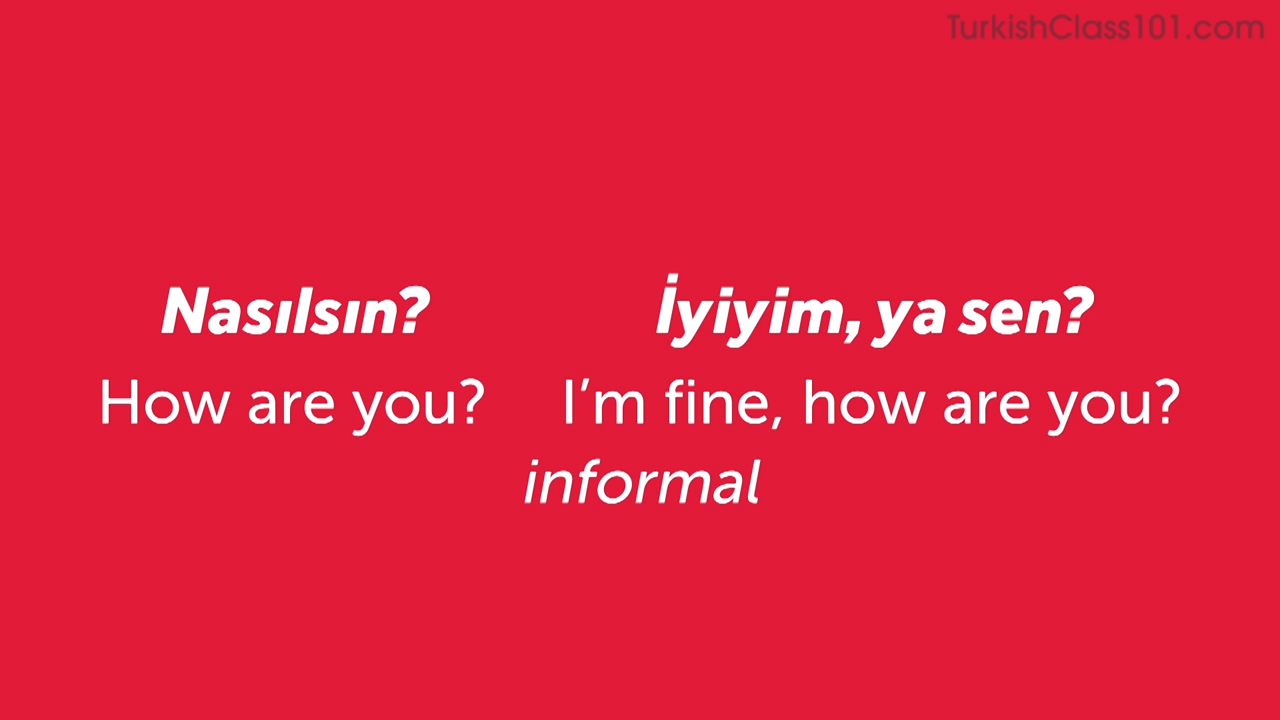 TurkishClass101.com
Nasılsın? İyiyim, ya sen?
How are you? I'm fine, how are you?
informal